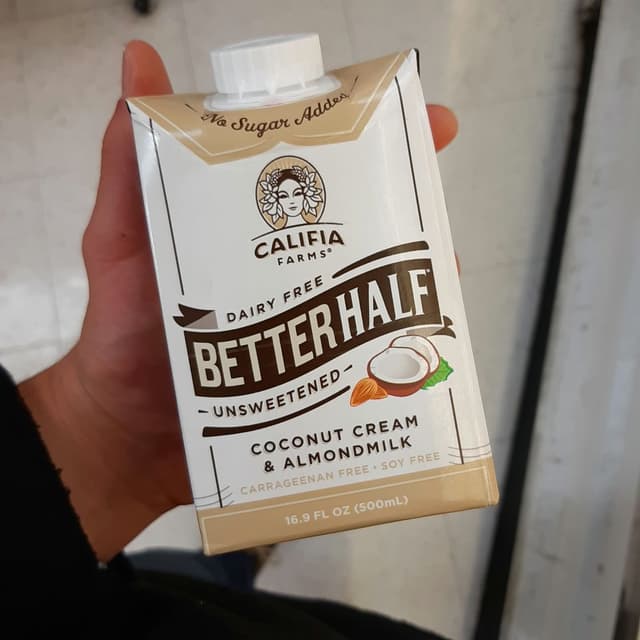 No Sugar Added
CALIFIA
FARMS®
DAIRY FREE
BETTER HALF™
UNSWEETENED
COCONUT CREAM
& ALMONDMILK
CARRAGEENAN FREE • SOY FREE
16.9 FL OZ (500mL)